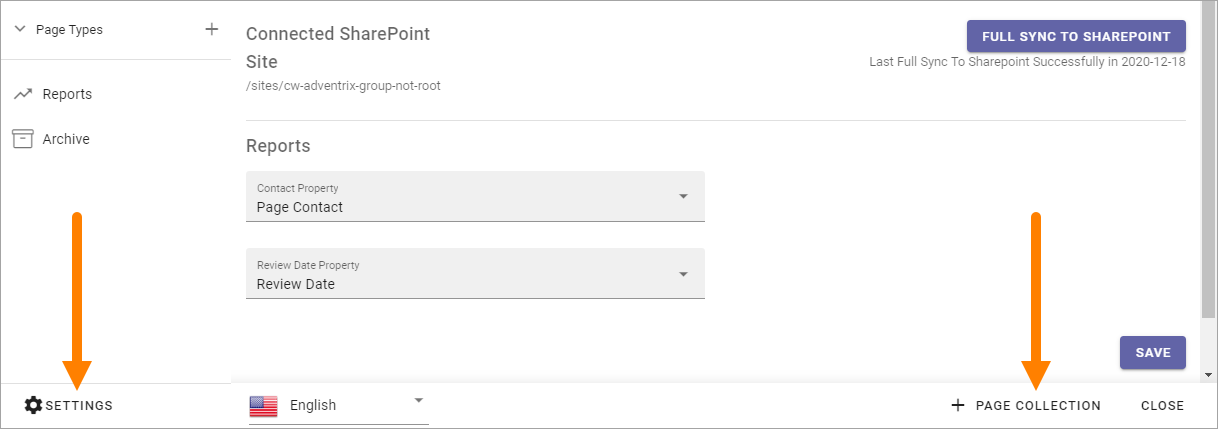 Page Types
Reports
Archive
SETTINGS
Connected SharePoint
Site
/sites/cw-adventrix-group-not-root
FULL SYNC TO SHAREPOINT
Last Full Sync To Sharepoint Successfully in 2020-12-18
Reports
Contact Property
Page Contact
Review Date Property
Review Date
SAVE
English
PAGE COLLECTION
CLOSE